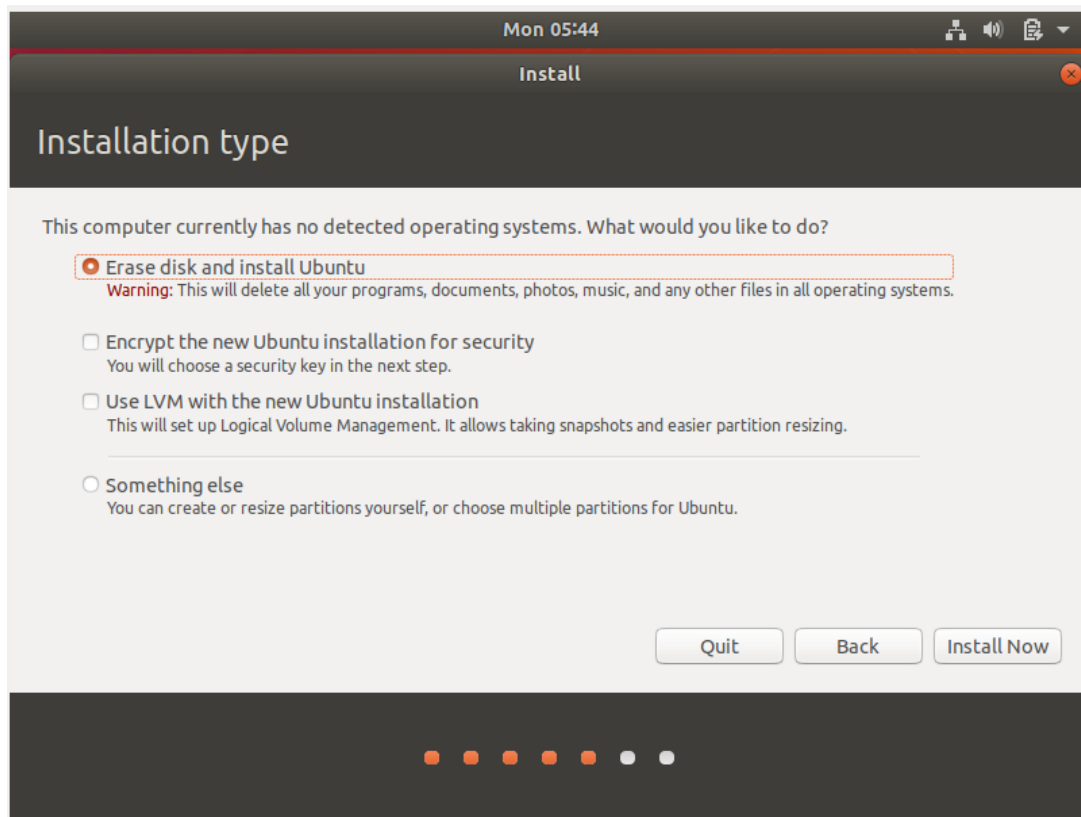 Mon 05:44
Install
Installation type
This computer currently has no detected operating systems. What would you like to do?
Erase disk and install Ubuntu
Warning: This will delete all your programs, documents, photos, music, and any other files in all operating systems.
Encrypt the new Ubuntu installation for security
You will choose a security key in the next step.
Use LVM with the new Ubuntu installation
This will set up Logical Volume Management. It allows taking snapshots and easier partition resizing.
Something else
You can create or resize partitions yourself, or choose multiple partitions for Ubuntu.
Quit Back Install Now